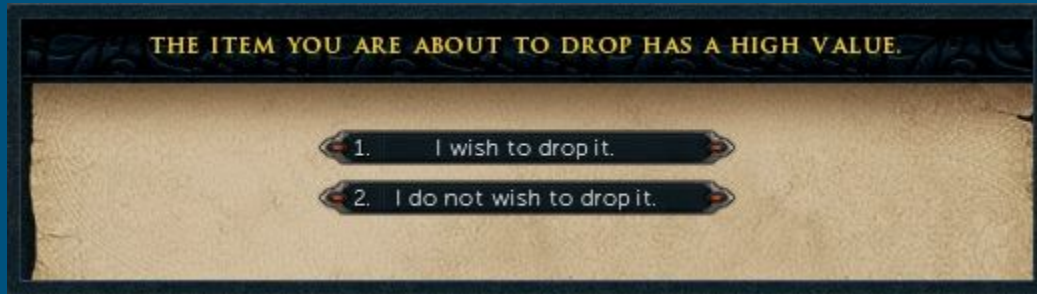 THE ITEM YOU ARE ABOUT TO DROP HAS A HIGH VALUE.
1. I wish to drop it.
2. I do not wish to drop it.